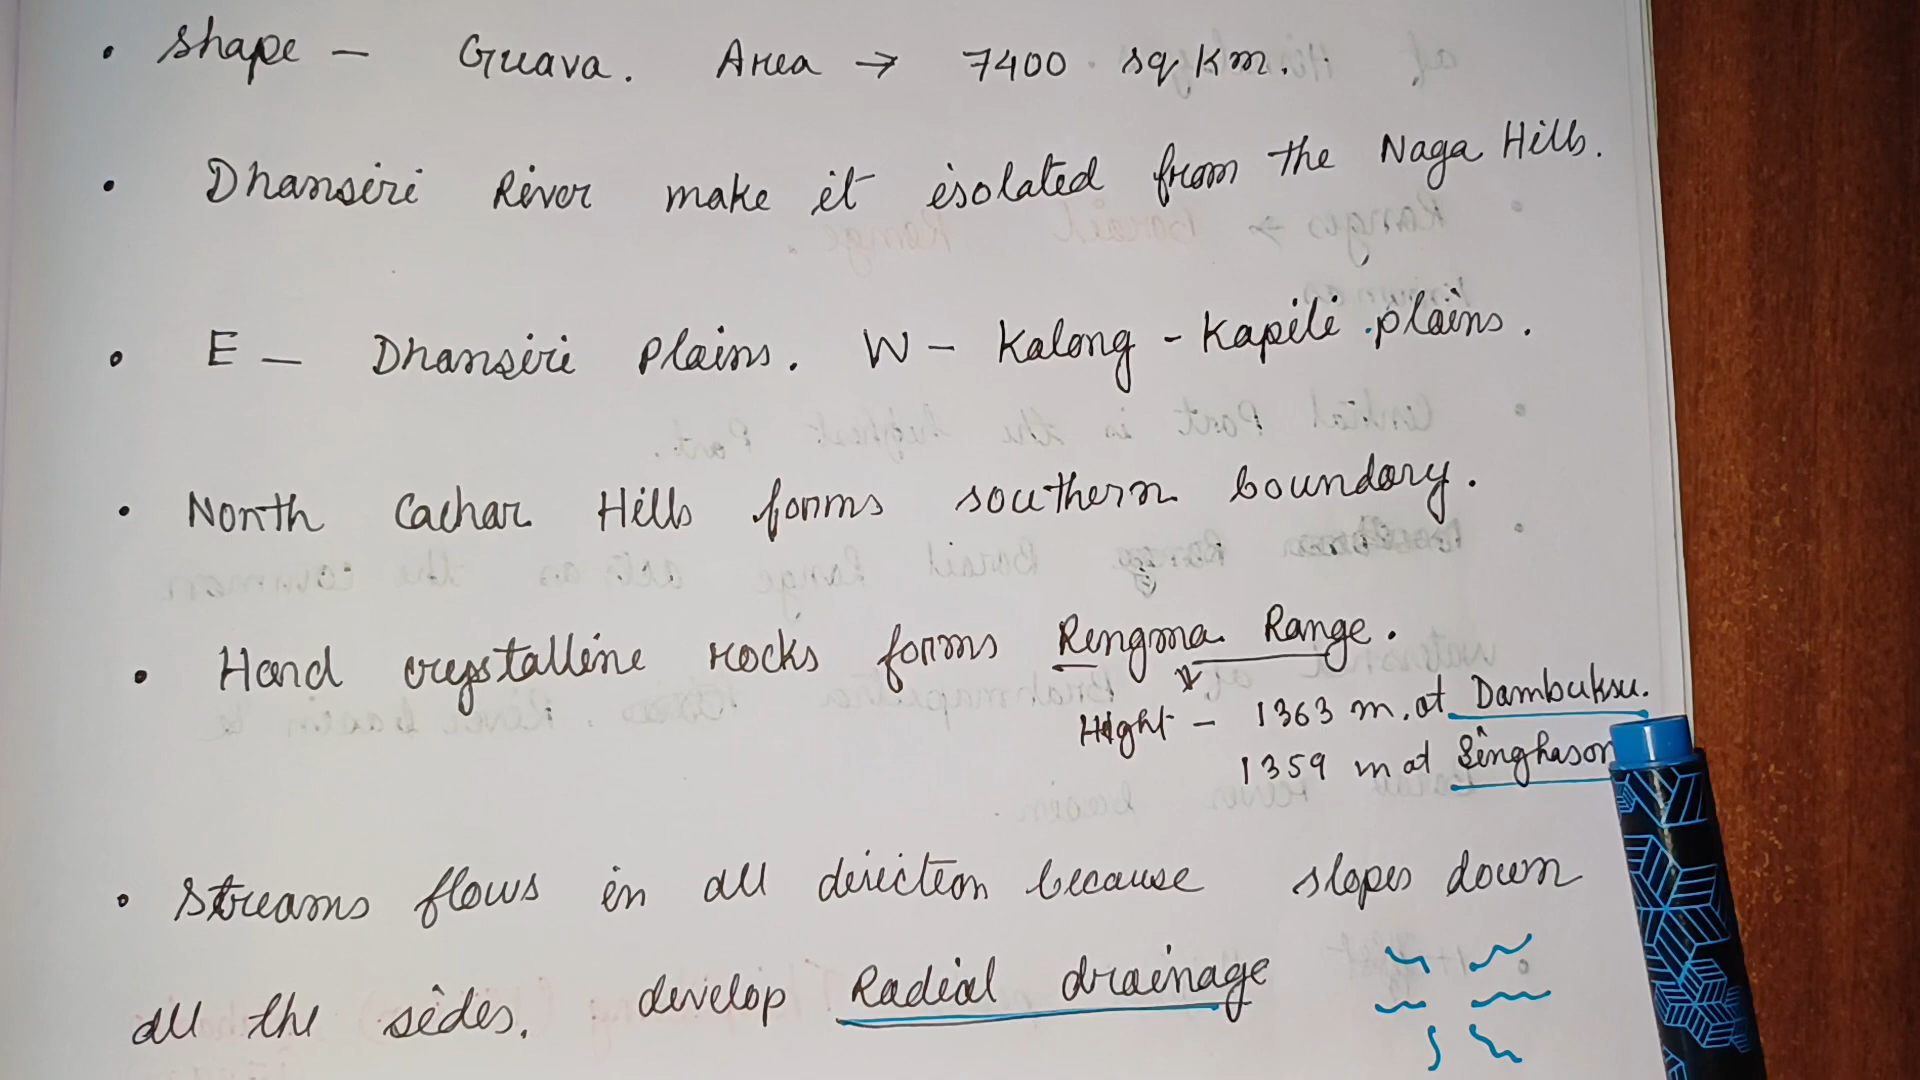 • Shape – Guava. Area → 7400 sq Km.
• Dhansiri River make it isolated from the Naga Hills.
• E – Dhansiri Plains. W – Kalong - Kapili plains.
• North Cachar Hills forms southern boundary.
• Hard crystalline rocks forms Rengma Range.
Hight – 1363 m. at Dambuksu.
1359 m at Singhason
• Streams flows in all direction because slopes down
all the sides. develop Radial drainage